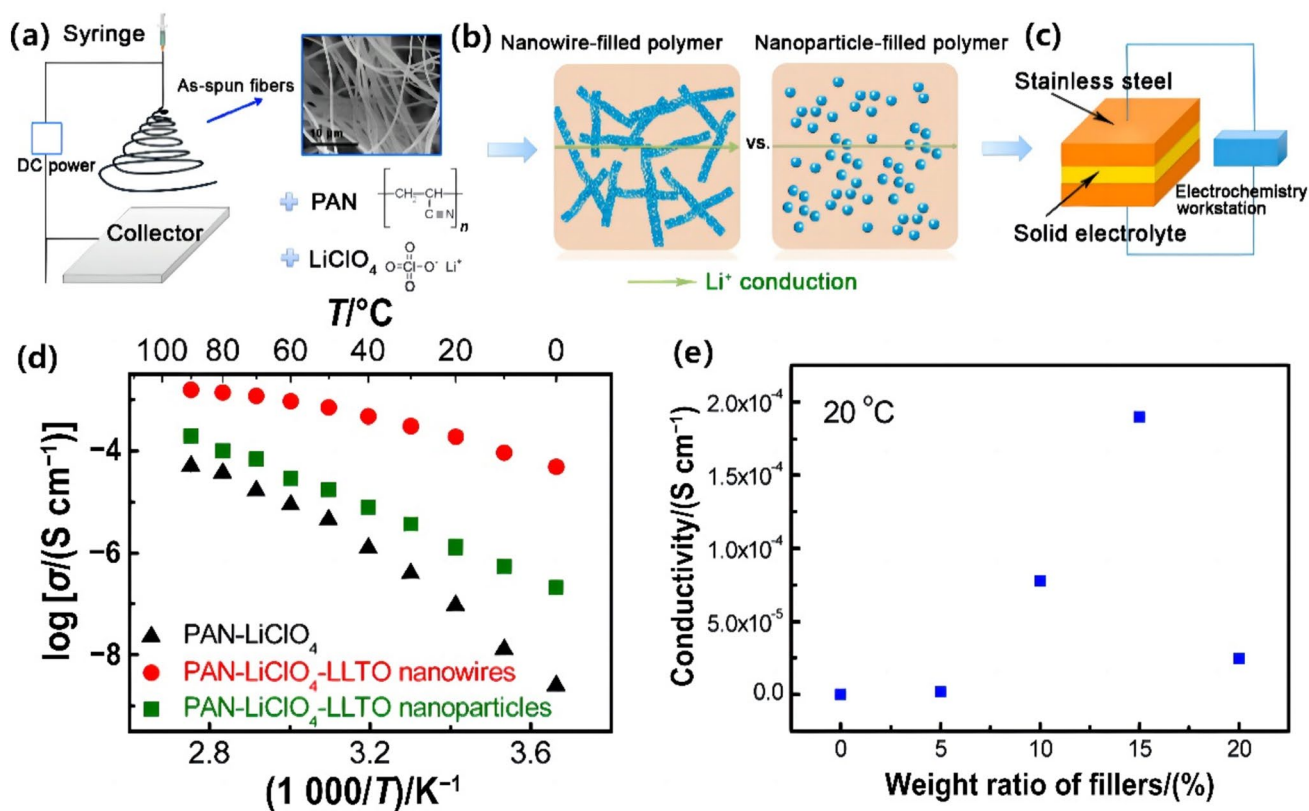 (a)
Syringe
DC power
Collector
As-spun fibers
10 μm
+ PAN
CH2 CH
C≡N
n
+ LiClO4
O
O=Cl-O- Li+
O
(b)
Nanowire-filled polymer
vs.
Nanoparticle-filled polymer
Li+ conduction
(c)
Stainless steel
Solid electrolyte
Electrochemistry
workstation
(d)
T/°C
100 80 60 40 20 0
log [σ/(S cm−1)]
−4
−6
−8
PAN-LiClO4
PAN-LiClO4-LLTO nanowires
PAN-LiClO4-LLTO nanoparticles
2.8 3.2 3.6
(1 000/T)/K−1
(e)
20 °C
Conductivity/(S cm−1)
2.0x10-4
1.5x10-4
1.0x10-4
5.0x10-5
0.0
0 5 10 15 20
Weight ratio of fillers/(%)